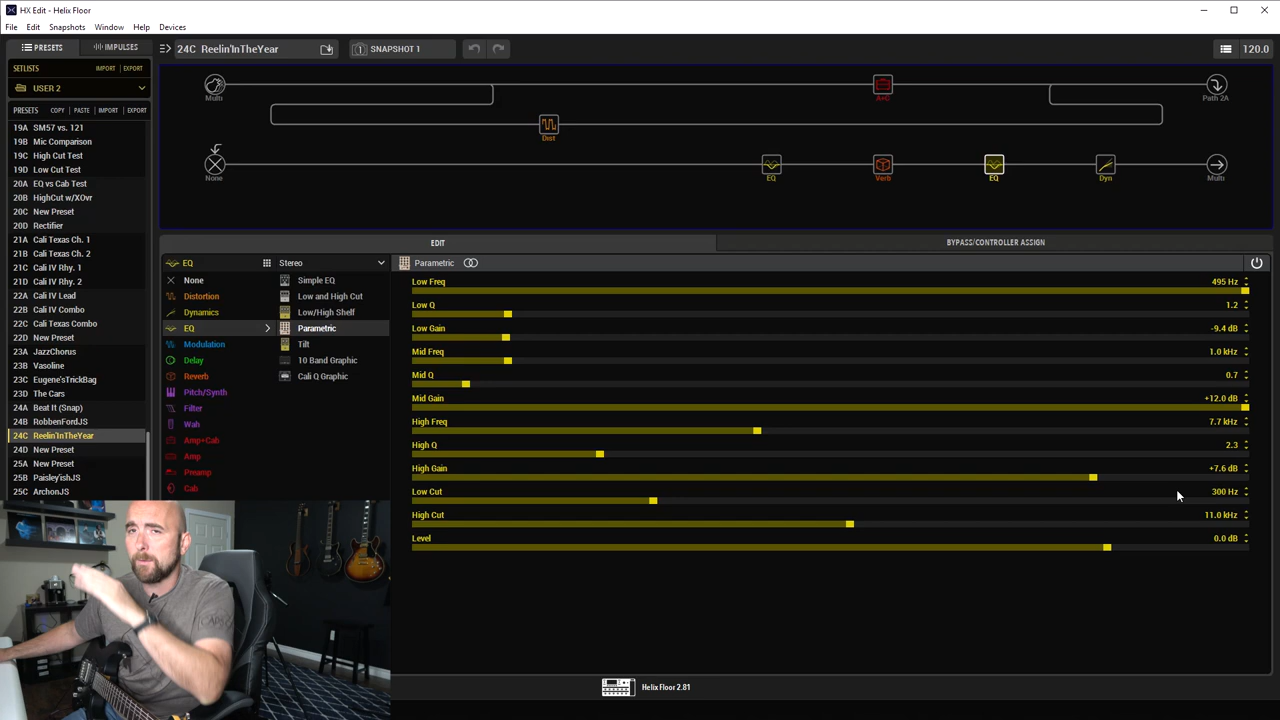 HX Edit - Helix Floor
File Edit Snapshots Window Help Devices
PRESETS IMPULSES
24C Reelin'InTheYear
1 SNAPSHOT 1
120.0
SETLISTS IMPORT EXPORT
USER 2
PRESETS COPY PASTE IMPORT EXPORT
19A SM57 vs. 121
19B Mic Comparison
19C High Cut Test
19D Low Cut Test
20A EQ vs Cab Test
20B HighCut w/XOvr
20C New Preset
20D Rectifier
21A Cali Texas Ch. 1
21B Cali Texas Ch. 2
21C Cali IV Rhy. 1
21D Cali IV Rhy. 2
22A Cali IV Lead
22B Cali IV Combo
22C Cali Texas Combo
22D New Preset
23A JazzChorus
23B Vasoline
23C Eugene'sTrickBag
23D The Cars
24A Beat It (Snap)
24B RobbenFordJS
24C Reelin'InTheYear
24D New Preset
25A New Preset
25B Paisley'ishJS
25C ArchonJS
Multi
A+C
Path 2A
Dist
None
EQ
Verb
EQ
Dyn
Multi
EDIT
BYPASS/CONTROLLER ASSIGN
EQ
Stereo
None
Distortion
Dynamics
EQ
Modulation
Delay
Reverb
Pitch/Synth
Filter
Wah
Amp+Cab
Amp
Preamp
Cab
Simple EQ
Low and High Cut
Low/High Shelf
Parametric
Tilt
10 Band Graphic
Cali Q Graphic
Parametric
Low Freq 495 Hz
Low Q 1.2
Low Gain -9.4 dB
Mid Freq 1.0 kHz
Mid Q 0.7
Mid Gain +12.0 dB
High Freq 7.7 kHz
High Q 2.3
High Gain +7.6 dB
Low Cut 300 Hz
High Cut 11.0 kHz
Level 0.0 dB
Helix Floor 2.81